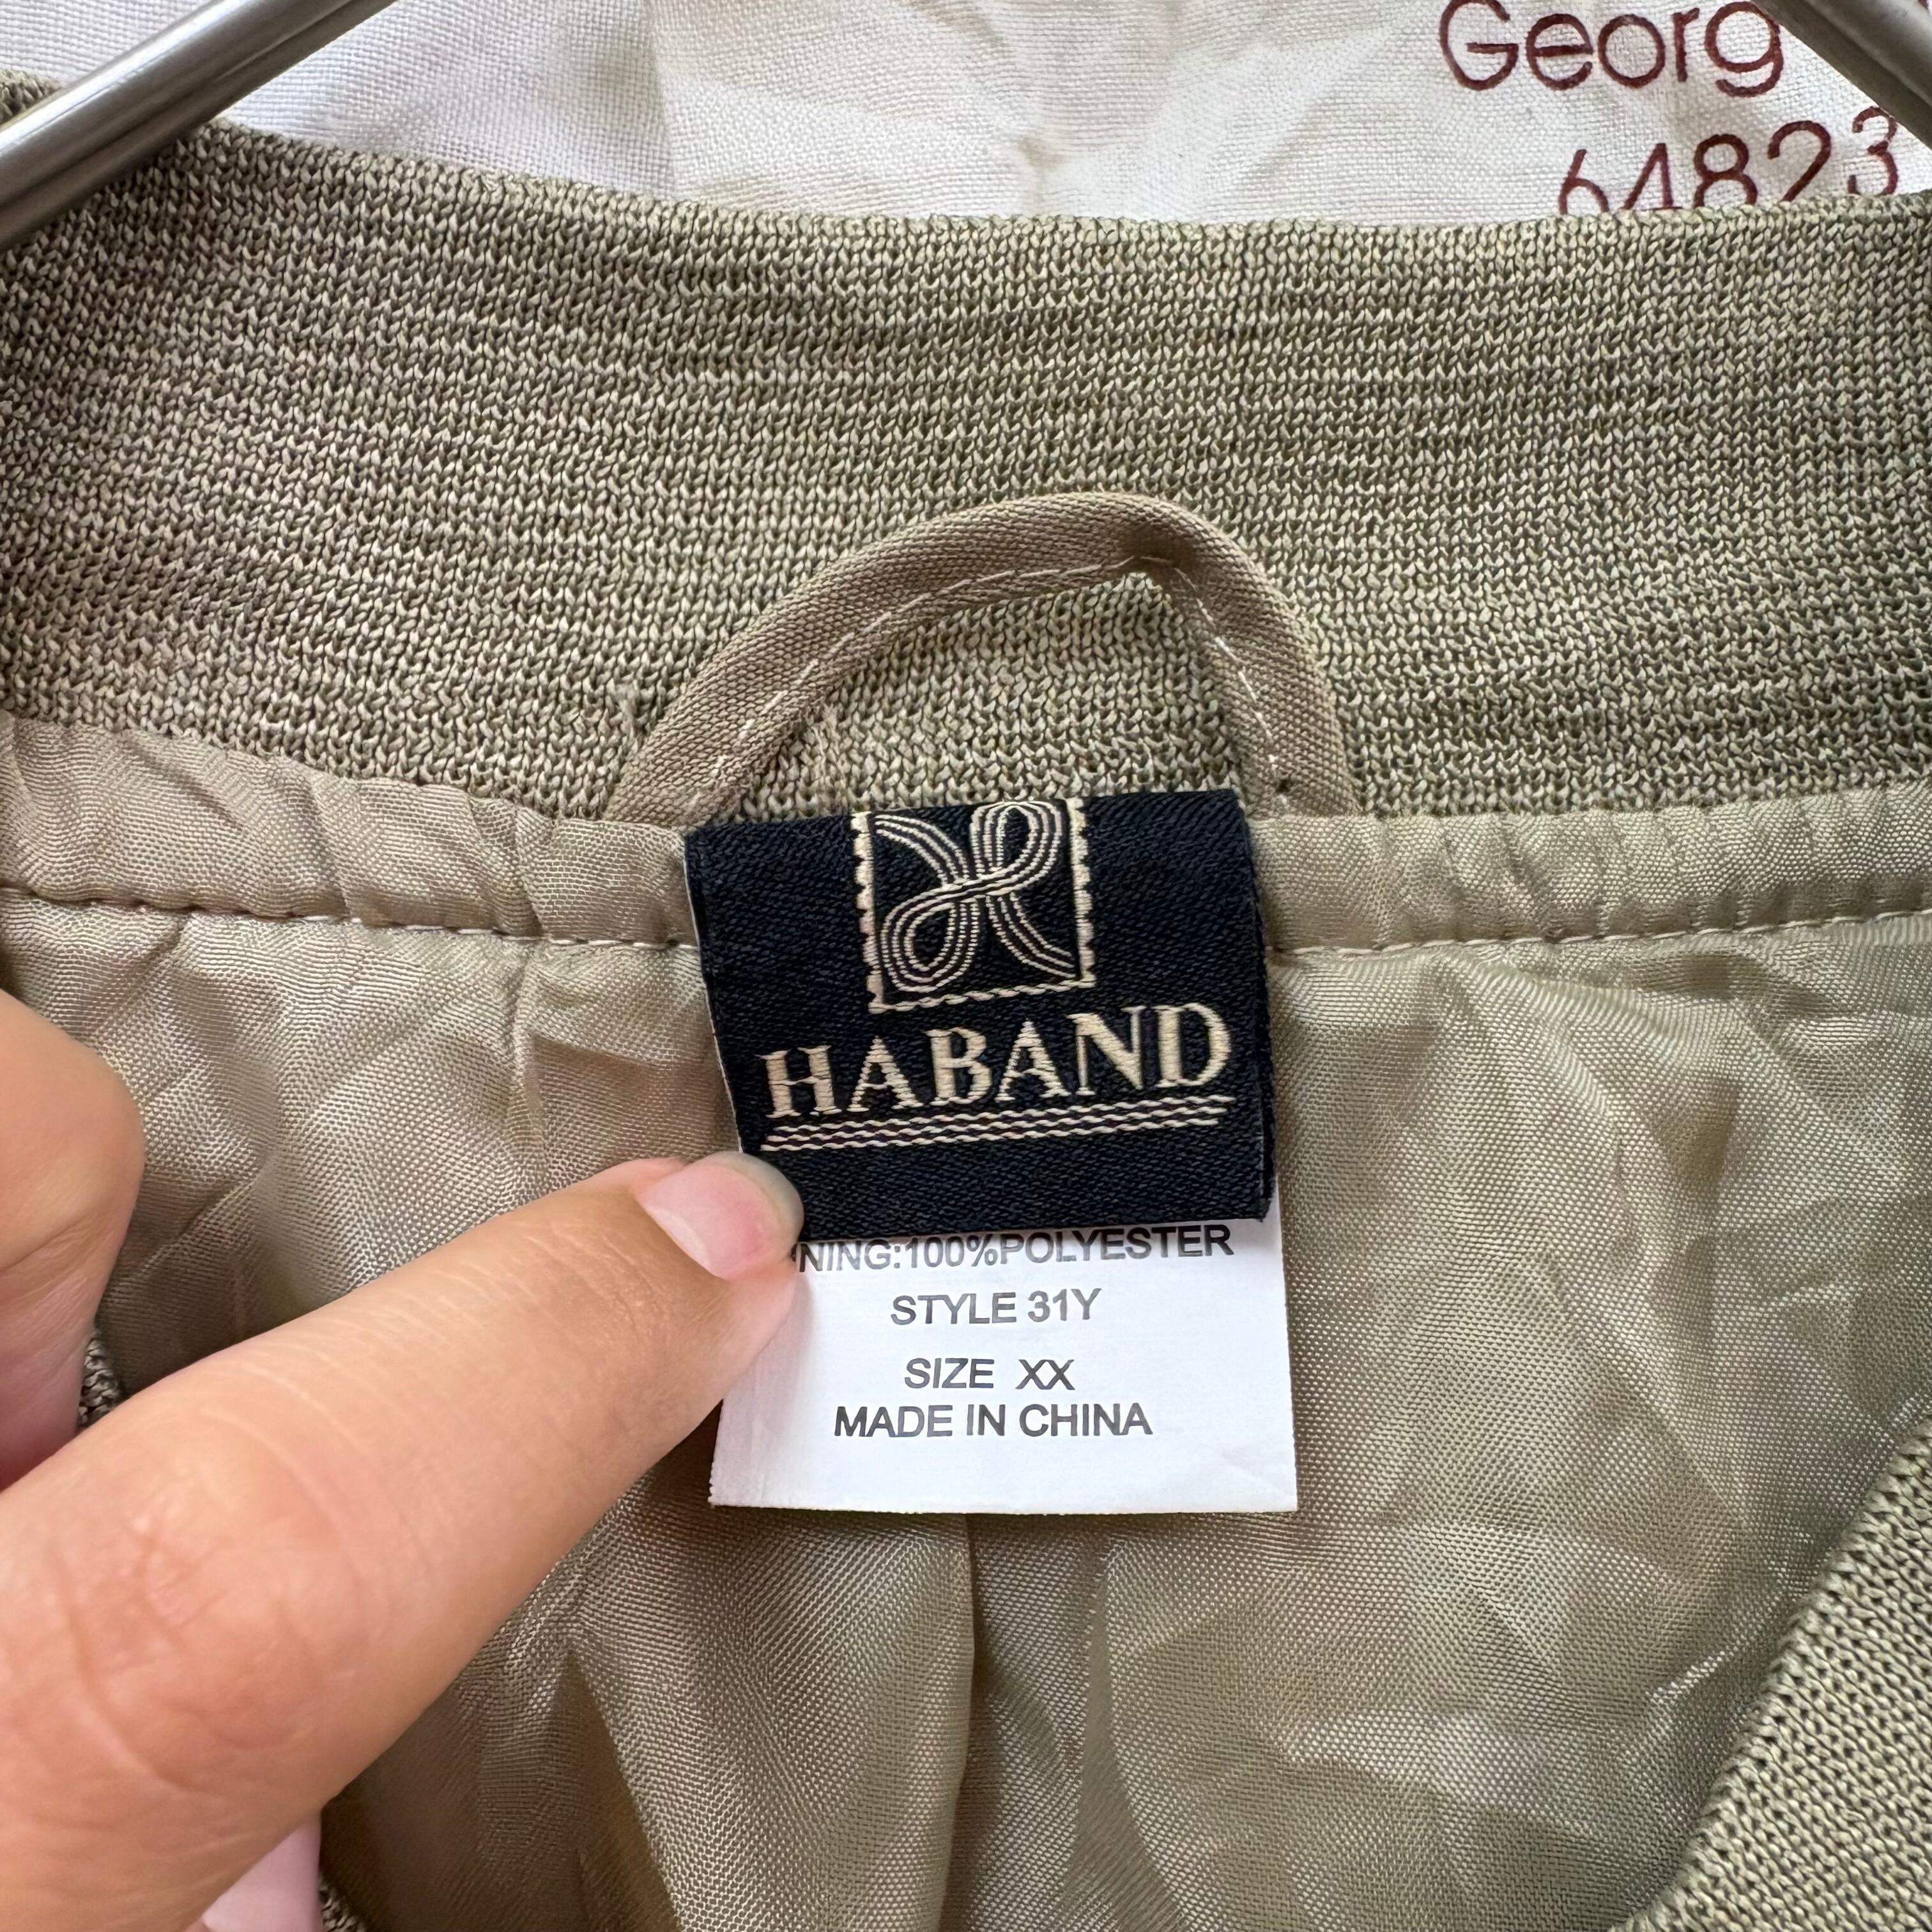 Georg
64823
HABAND
NING:100%POLYESTER
STYLE 31Y
SIZE XX
MADE IN CHINA